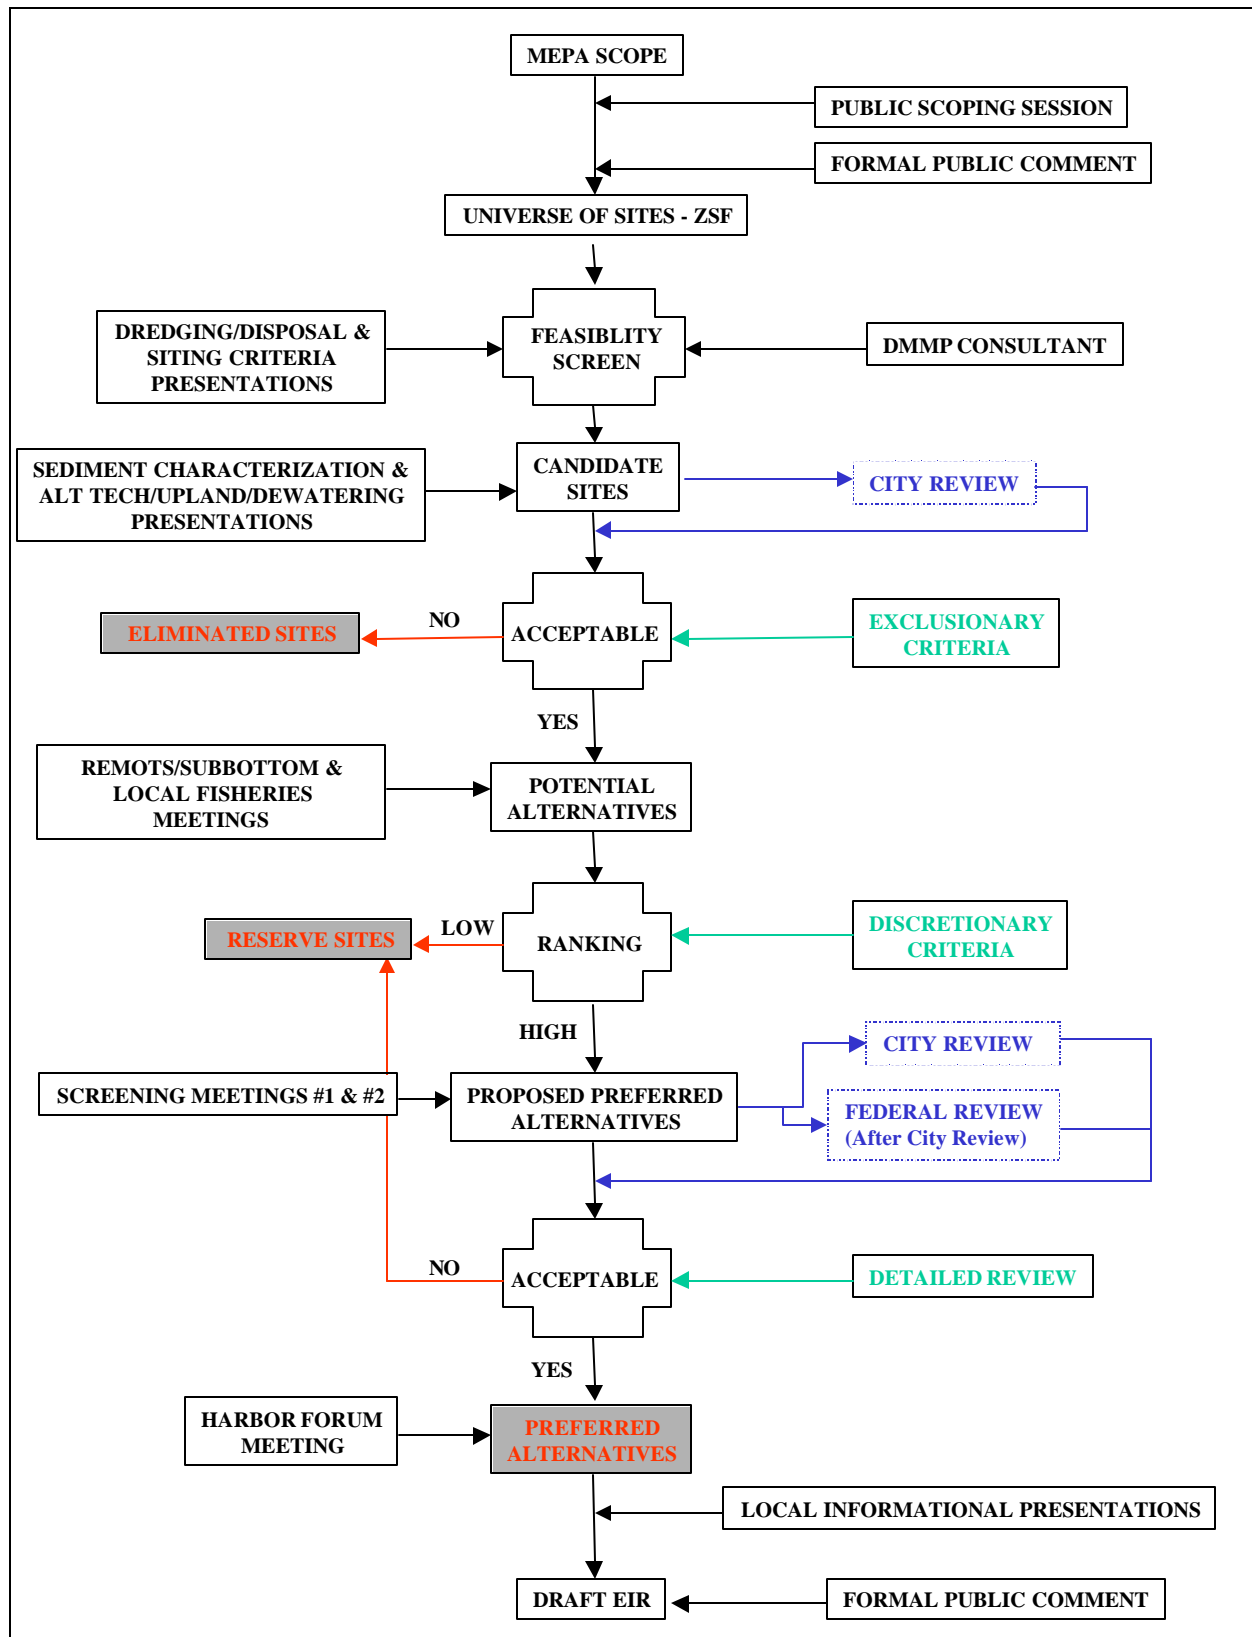 MEPA SCOPE
PUBLIC SCOPING SESSION
FORMAL PUBLIC COMMENT
UNIVERSE OF SITES - ZSF
DREDGING/DISPOSAL &
SITING CRITERIA
PRESENTATIONS
FEASIBLITY
SCREEN
DMMP CONSULTANT
SEDIMENT CHARACTERIZATION &
ALT TECH/UPLAND/DEWATERING
PRESENTATIONS
CANDIDATE
SITES
CITY REVIEW
ELIMINATED SITES
NO
ACCEPTABLE
EXCLUSIONARY
CRITERIA
YES
REMOTS/SUBBOTTOM &
LOCAL FISHERIES
MEETINGS
POTENTIAL
ALTERNATIVES
RESERVE SITES
LOW
RANKING
DISCRETIONARY
CRITERIA
HIGH
CITY REVIEW
SCREENING MEETINGS #1 & #2
PROPOSED PREFERRED
ALTERNATIVES
FEDERAL REVIEW
(After City Review)
NO
ACCEPTABLE
DETAILED REVIEW
YES
HARBOR FORUM
MEETING
PREFERRED
ALTERNATIVES
LOCAL INFORMATIONAL PRESENTATIONS
DRAFT EIR
FORMAL PUBLIC COMMENT